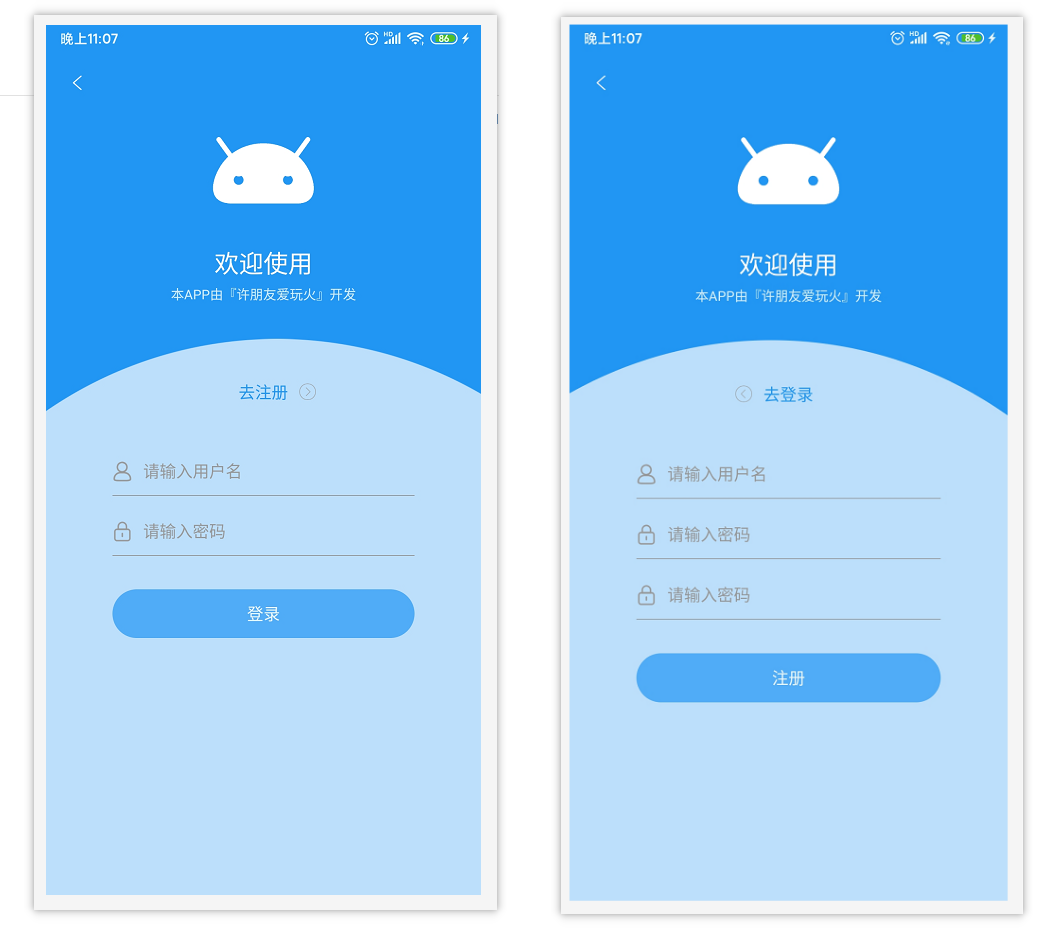 晚上11:07
HD
86
欢迎使用
本APP由『许朋友爱玩火』开发
去注册
请输入用户名
请输入密码
登录
晚上11:07
HD
86
欢迎使用
本APP由『许朋友爱玩火』开发
去登录
请输入用户名
请输入密码
请输入密码
注册